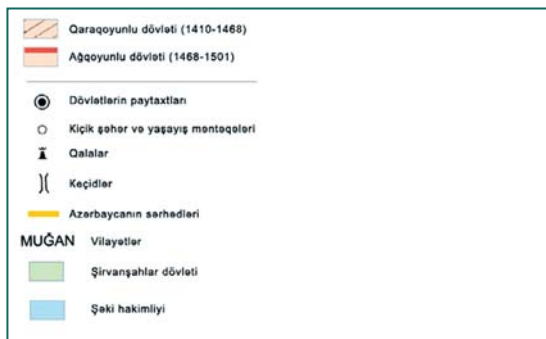 Qaraqoyunlu dövləti (1410-1468)
Ağqoyunlu dövləti (1468-1501)
Dövlətlərin paytaxtları
Kiçik şəhər və yaşayış məntəqələri
Qalalar
Keçidlər
Azərbaycanın sərhədləri
MUĞAN Vilayətlər
Şirvanşahlar dövləti
Şəki hakimliyi